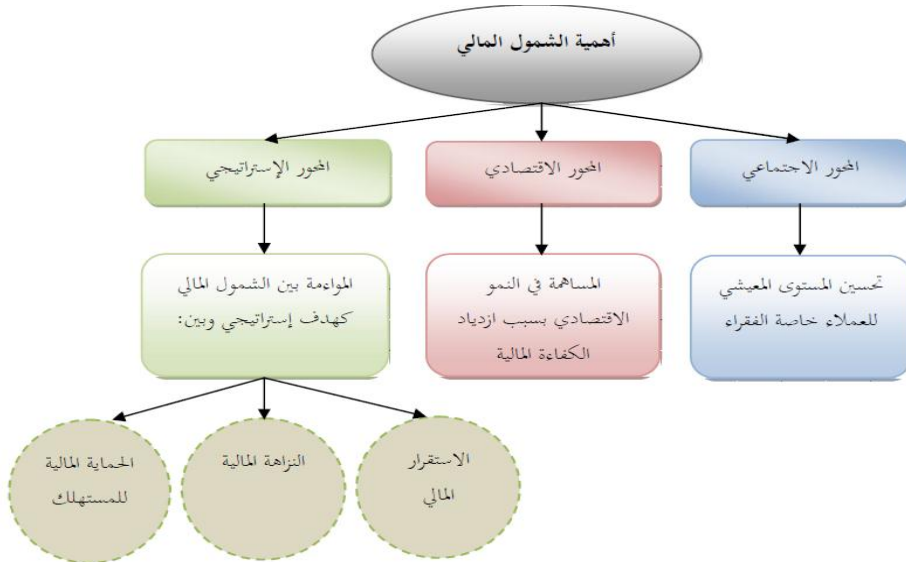 أهمية الشمول المالي
المحور الاجتماعي
المحور الاقتصادي
المحور الإستراتيجي
تحسين المستوى المعيشي
للعملاء خاصة الفقراء
المساهمة في النمو
الاقتصادي بسبب ازدياد
الكفاءة المالية
المواءمة بين الشمول المالي
كهدف إستراتيجي وبين:
الاستقرار
المالي
النزاهة المالية
الحماية المالية
للمستهلك